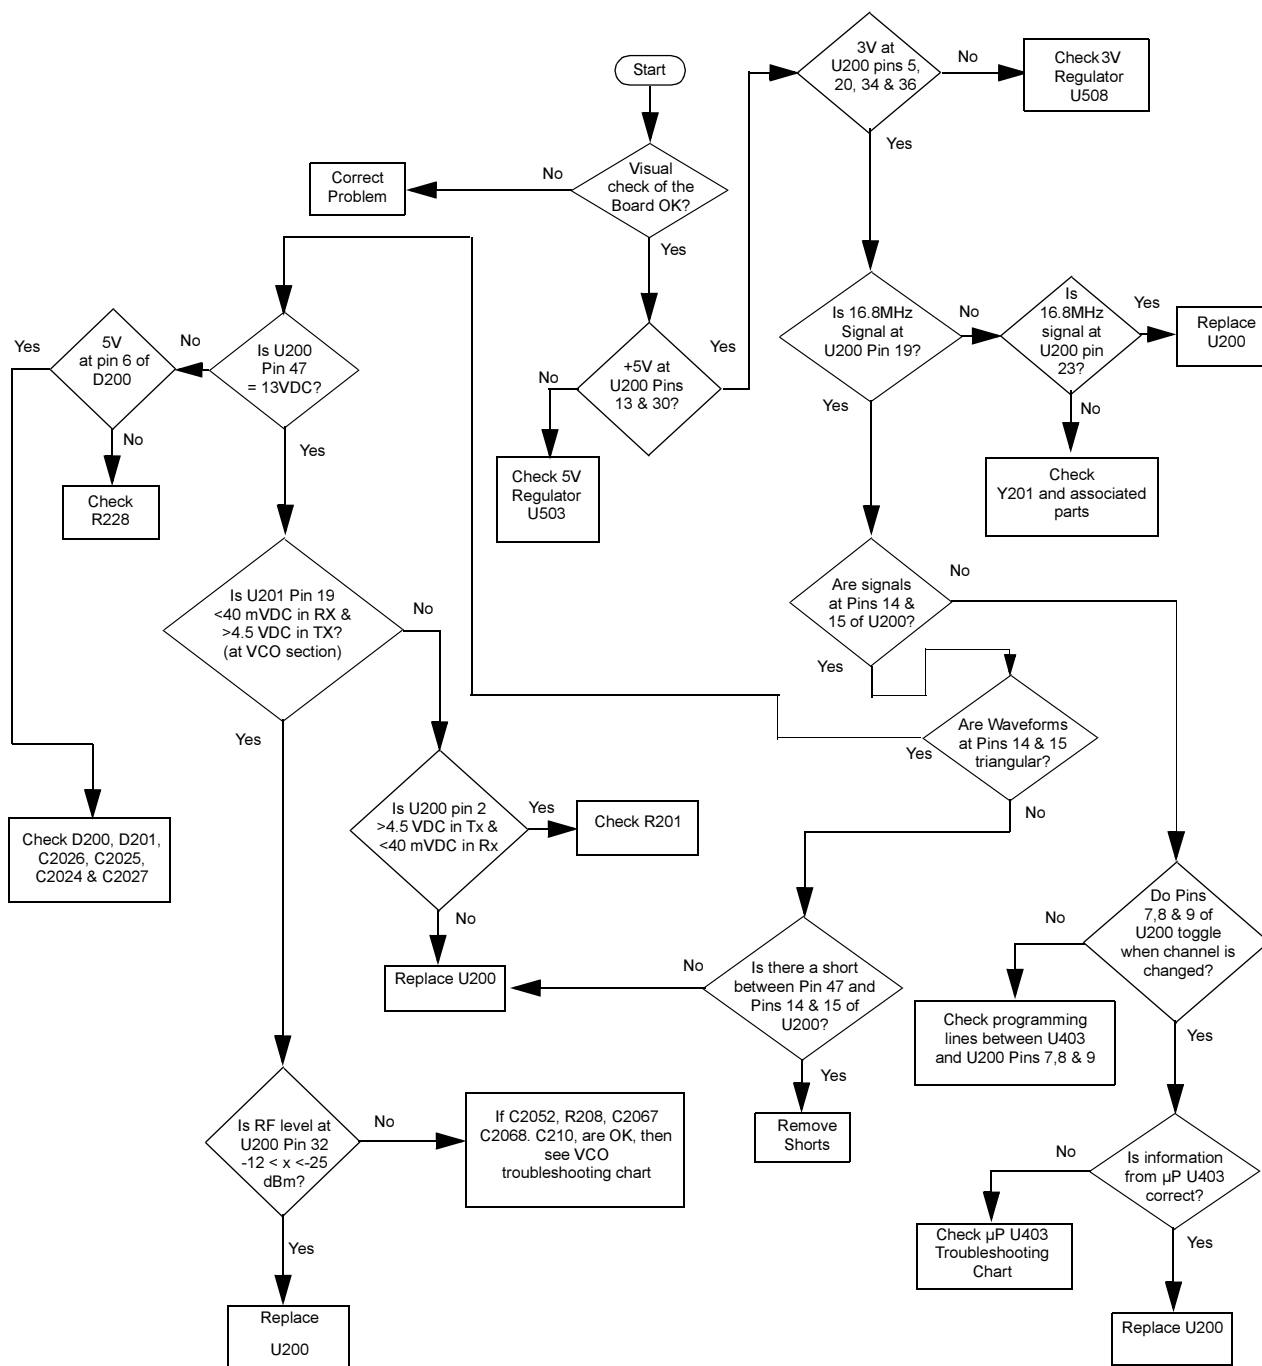 Start
Visual
check of the
Board OK?
No
Correct
Problem
Yes
+5V at
U200 Pins
13 & 30?
No
Check 5V
Regulator
U503
Yes
3V at
U200 pins 5,
20, 34 & 36
No
Check 3V
Regulator
U508
Yes
Is 16.8MHz
Signal at
U200 Pin 19?
No
Is
16.8MHz
signal at
U200 pin
23?
Yes
Replace
U200
No
Check
Y201 and associated
parts
Yes
Are signals
at Pins 14 &
15 of U200?
No
Yes
Are Waveforms
at Pins 14 & 15
triangular?
Yes
No
Is there a short
between Pin 47 and
Pins 14 & 15 of
U200?
No
Yes
Remove
Shorts
Do Pins
7,8 & 9 of
U200 toggle
when channel is
changed?
No
Check programming
lines between U403
and U200 Pins 7,8 & 9
Yes
Is information
from µP U403
correct?
No
Check µP U403
Troubleshooting
Chart
Yes
Replace U200
Is U200
Pin 47
= 13VDC?
No
5V
at pin 6 of
D200
Yes
No
Check
R228
Check D200, D201,
C2026, C2025,
C2024 & C2027
Yes
Is U201 Pin 19
<40 mVDC in RX &
>4.5 VDC in TX?
(at VCO section)
No
Is U200 pin 2
>4.5 VDC in Tx &
<40 mVDC in Rx
Yes
Check R201
No
Replace U200
Yes
Is RF level at
U200 Pin 32
-12 < x <-25
dBm?
No
If C2052, R208, C2067
C2068. C210, are OK, then
see VCO
troubleshooting chart
Yes
Replace
U200